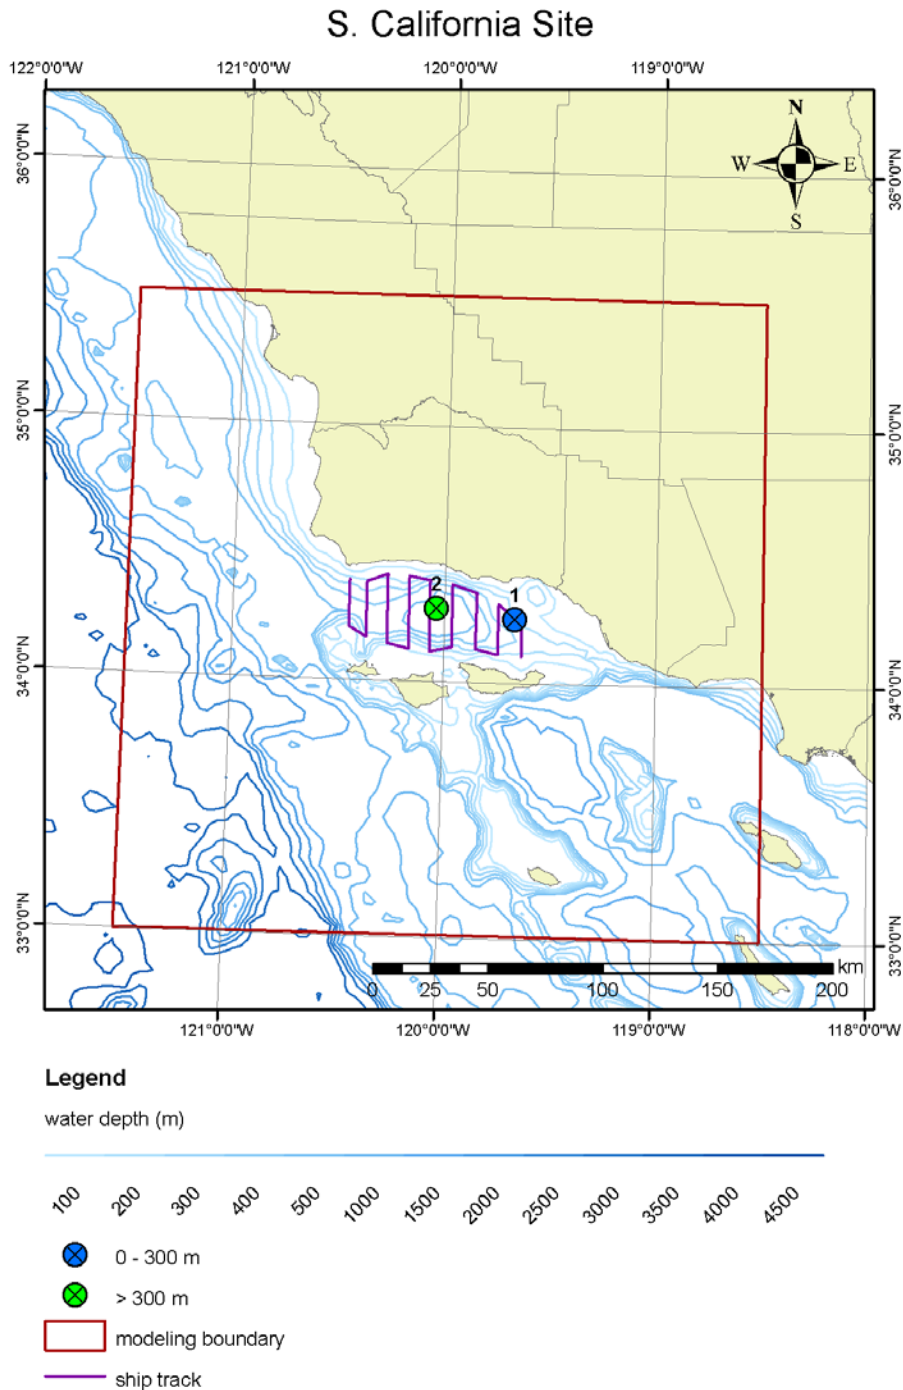 S. California Site
122°0'0"W 121°0'0"W 120°0'0"W 119°0'0"W
N
W E
S
36°0'0"N
36°0'0"N
35°0'0"N
35°0'0"N
2
1
34°0'0"N
34°0'0"N
33°0'0"N
33°0'0"N
km
0 25 50 100 150 200
121°0'0"W 120°0'0"W 119°0'0"W 118°0'0"W
Legend
water depth (m)
100 200 300 400 500 1000 1500 2000 2500 3000 3500 4000 4500
0 - 300 m
> 300 m
modeling boundary
ship track